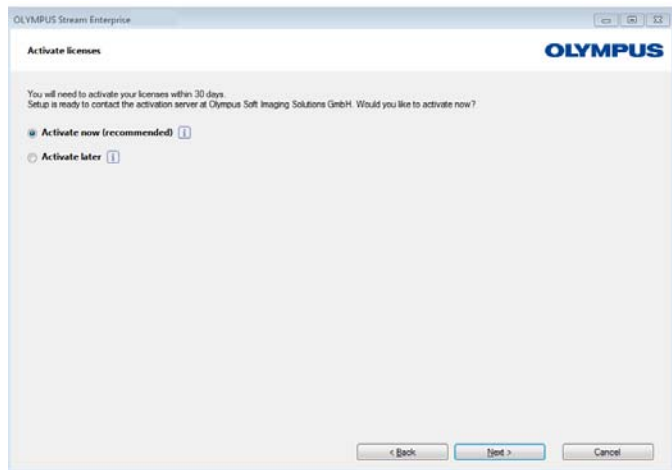 OLYMPUS Stream Enterprise
Activate licenses
OLYMPUS
You will need to activate your licenses within 30 days.
Setup is ready to contact the activation server at Olympus Soft Imaging Solutions GmbH. Would you like to activate now?
Activate now (recommended) i
Activate later i
< Back
Next >
Cancel